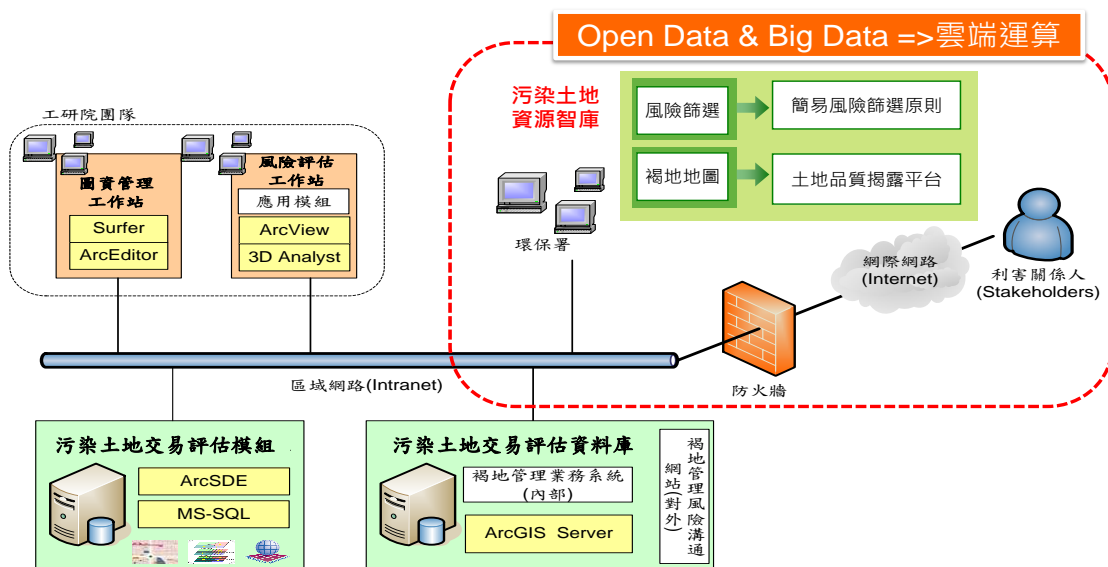 Open Data & Big Data =>雲端運算
污染土地
資源智庫
風險篩選
簡易風險篩選原則
褐地地圖
土地品質揭露平台
工研院團隊
圖資管理
工作站
Surfer
ArcEditor
風險評估
工作站
應用模組
ArcView
3D Analyst
環保署
網際網路
(Internet)
利害關係人
(Stakeholders)
防火牆
區域網路(Intranet)
污染土地交易評估模組
ArcSDE
MS-SQL
污染土地交易評估資料庫
褐地管理業務系統
(內部)
ArcGIS Server
褐地管理風險溝通
網站(對外)